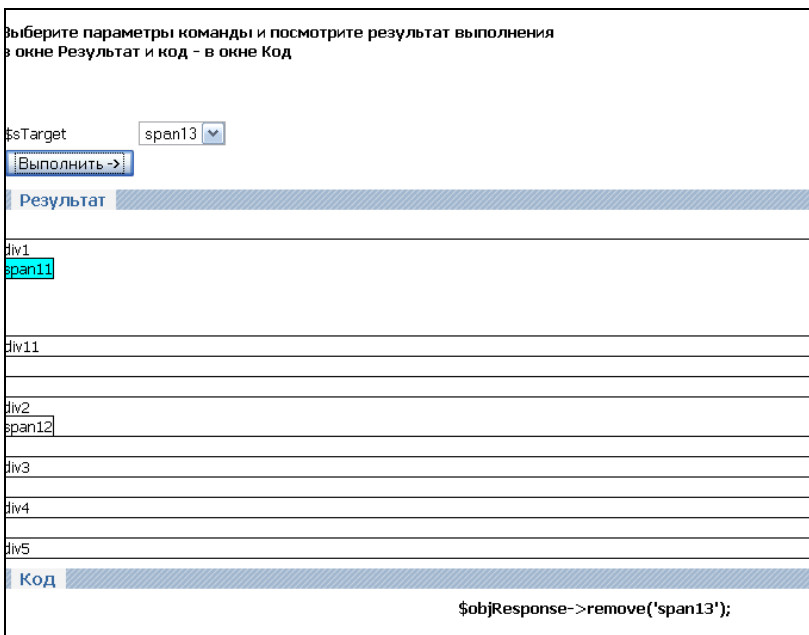 Выберите параметры команды и посмотрите результат выполнения
в окне Результат и код - в окне Код
$sTarget span13
Выполнить ->
Результат
div1
span11
div11
div2
span12
div3
div4
div5
Код
$objResponse->remove('span13');